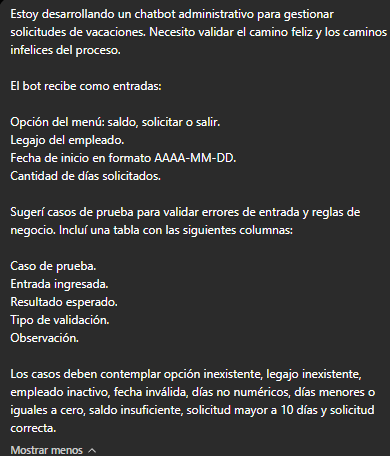 Estoy desarrollando un chatbot administrativo para gestionar
solicitudes de vacaciones. Necesito validar el camino feliz y los caminos
infelices del proceso.
El bot recibe como entradas:
Opción del menú: saldo, solicitar o salir.
Legajo del empleado.
Fecha de inicio en formato AAAA-MM-DD.
Cantidad de días solicitados.
Sugerí casos de prueba para validar errores de entrada y reglas de
negocio. Incluí una tabla con las siguientes columnas:
Caso de prueba.
Entrada ingresada.
Resultado esperado.
Tipo de validación.
Observación.
Los casos deben contemplar opción inexistente, legajo inexistente,
empleado inactivo, fecha inválida, días no numéricos, días menores o
iguales a cero, saldo insuficiente, solicitud mayor a 10 días y solicitud
correcta.
Mostrar menos